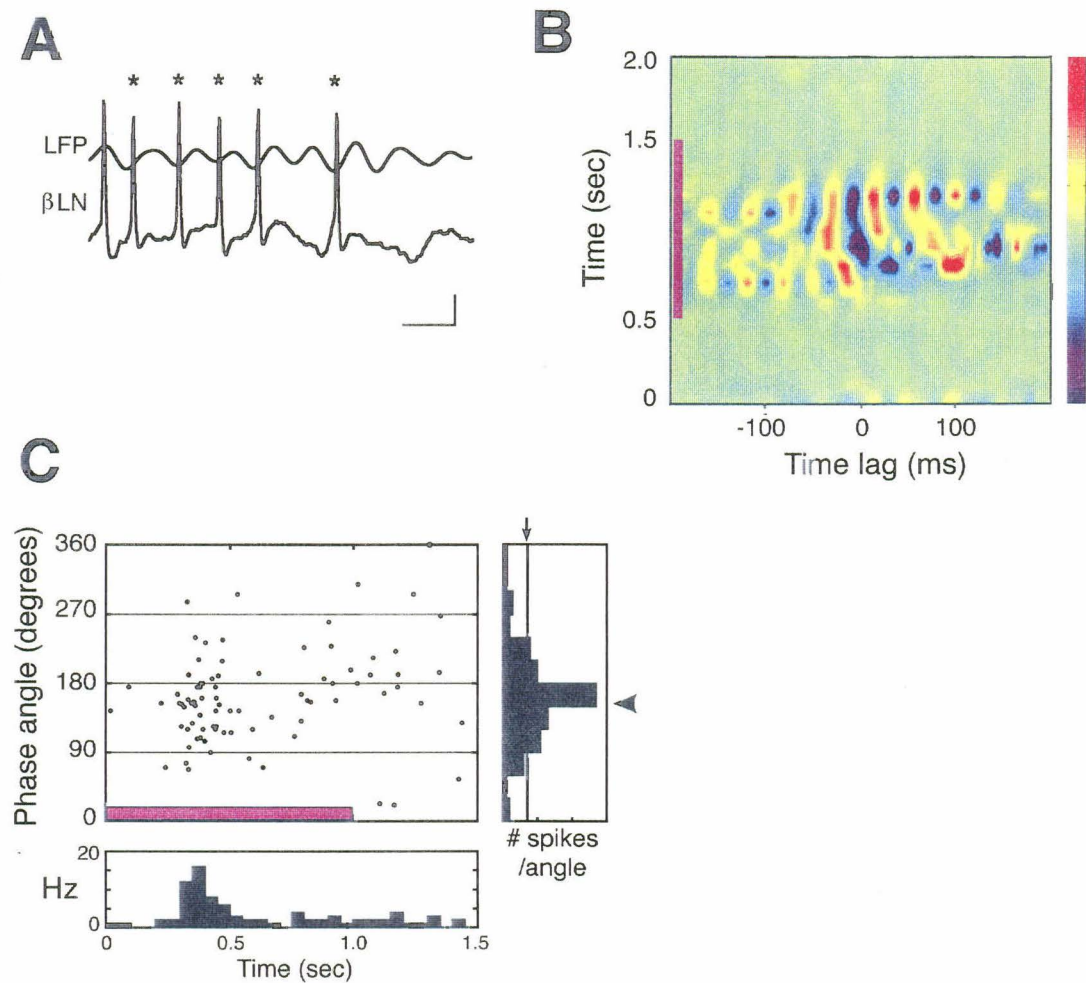 A
* * * * *
LFP
βLN
B
2.0
1.5
0.5
0
Time (sec)
-100 0 100
Time lag (ms)
C
360
270
180
90
0
Phase angle (degrees)
# spikes
/angle
20
0
Hz
0 0.5 1.0 1.5
Time (sec)